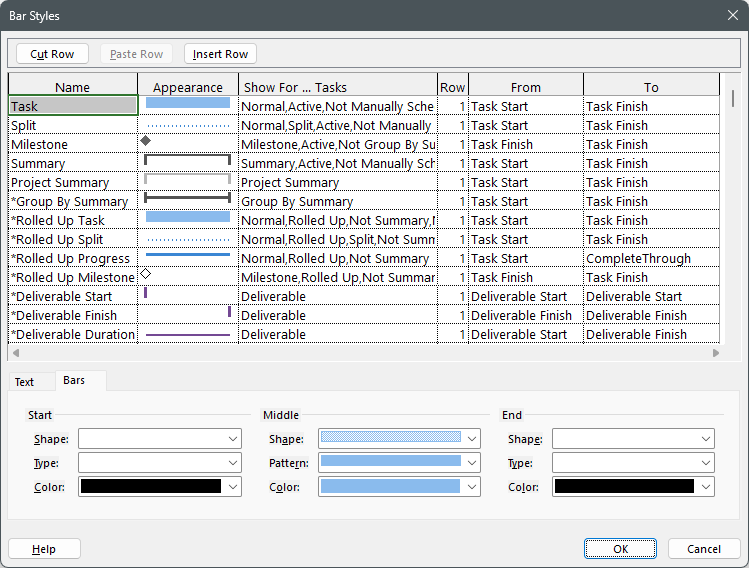 Bar Styles
Cut Row Paste Row Insert Row
Name Appearance Show For ... Tasks Row From To
Task Normal,Active,Not Manually Sche 1 Task Start Task Finish
Split Normal,Split,Active,Not Manually 1 Task Start Task Finish
Milestone Milestone,Active,Not Group By Su 1 Task Finish Task Finish
Summary Summary,Active,Not Manually Sch 1 Task Start Task Finish
Project Summary Project Summary 1 Task Start Task Finish
*Group By Summary Group By Summary 1 Task Start Task Finish
*Rolled Up Task Normal,Rolled Up,Not Summary, 1 Task Start Task Finish
*Rolled Up Split Normal,Rolled Up,Split,Not Summ 1 Task Start Task Finish
*Rolled Up Progress Normal,Rolled Up,Not Summary 1 Task Start CompleteThrough
*Rolled Up Milestone Milestone,Rolled Up,Not Summar 1 Task Finish Task Finish
*Deliverable Start Deliverable 1 Deliverable Start Deliverable Start
*Deliverable Finish Deliverable 1 Deliverable Finish Deliverable Finish
*Deliverable Duration Deliverable 1 Deliverable Start Deliverable Finish
Text Bars
Start Middle End
Shape: Shape: Shape:
Type: Pattern: Type:
Color: Color: Color:
Help OK Cancel